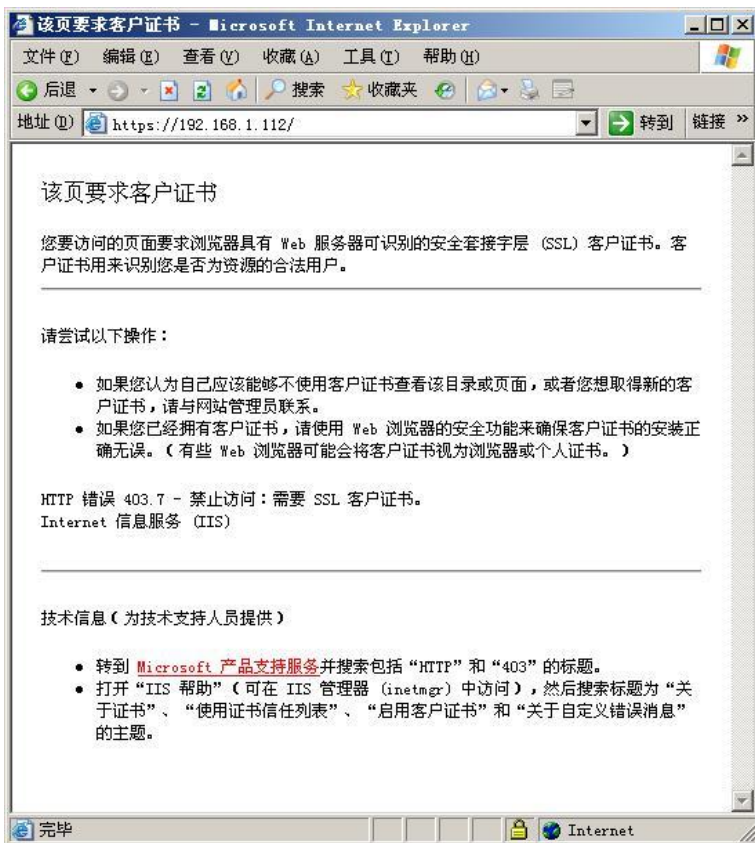 该页要求客户证书 - Microsoft Internet Explorer
文件(F) 编辑(E) 查看(V) 收藏(A) 工具(T) 帮助(H)
后退 搜索 收藏夹
地址(D) https://192.168.1.112/ 转到 链接 »
该页要求客户证书
您要访问的页面要求浏览器具有 Web 服务器可识别的安全套接字层 (SSL) 客户证书。客
户证书用来识别您是否为资源的合法用户。
请尝试以下操作：
● 如果您认为自己应该能够不使用客户证书查看该目录或页面，或者您想取得新的客
户证书，请与网站管理员联系。
● 如果您已经拥有客户证书，请使用 Web 浏览器的安全功能来确保客户证书的安装正
确无误。（有些 Web 浏览器可能会将客户证书视为浏览器或个人证书。）
HTTP 错误 403.7 - 禁止访问：需要 SSL 客户证书。
Internet 信息服务 (IIS)
技术信息（为技术支持人员提供）
● 转到 Microsoft 产品支持服务并搜索包括“HTTP”和“403”的标题。
● 打开“IIS 帮助”（可在 IIS 管理器 (inetmgr) 中访问），然后搜索标题为“关
于证书”、“使用证书信任列表”、“启用客户证书”和“关于自定义错误消息”
的主题。
完毕 Internet